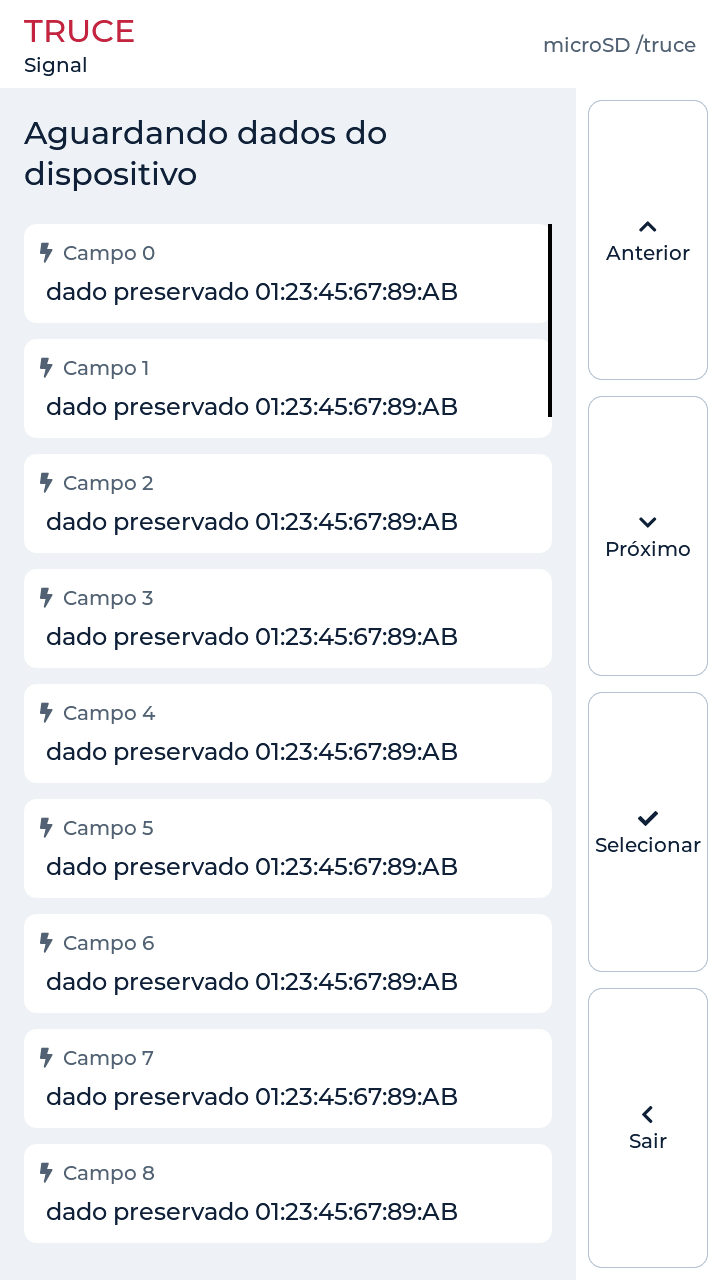 TRUCE
Signal
microSD /truce
Aguardando dados do
dispositivo
Campo 0
dado preservado 01:23:45:67:89:AB
Campo 1
dado preservado 01:23:45:67:89:AB
Campo 2
dado preservado 01:23:45:67:89:AB
Campo 3
dado preservado 01:23:45:67:89:AB
Campo 4
dado preservado 01:23:45:67:89:AB
Campo 5
dado preservado 01:23:45:67:89:AB
Campo 6
dado preservado 01:23:45:67:89:AB
Campo 7
dado preservado 01:23:45:67:89:AB
Campo 8
dado preservado 01:23:45:67:89:AB
Anterior
Próximo
Selecionar
Sair